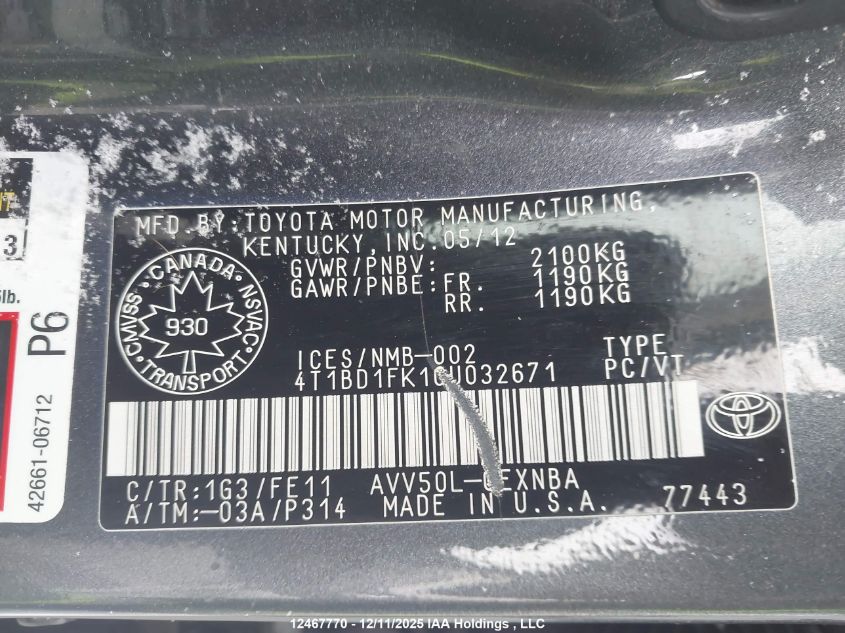 MFD. BY: TOYOTA MOTOR MANUFACTURING,
KENTUCKY, INC. 05/12
GVWR/PNBV: 2100KG
GAWR/PNBE: FR. 1190KG
RR. 1190KG
CANADA
CMVSS 930 NSVAC
TRANSPORT
ICES/NMB-002 TYPE
PC/VT
C/TR: 1G3/FE11
A/TM: -03A/P314 MADE IN U.S.A. 77443
3
lb.
P6
42661-06712
12467770 - 12/11/2025 IAA Holdings , LLC